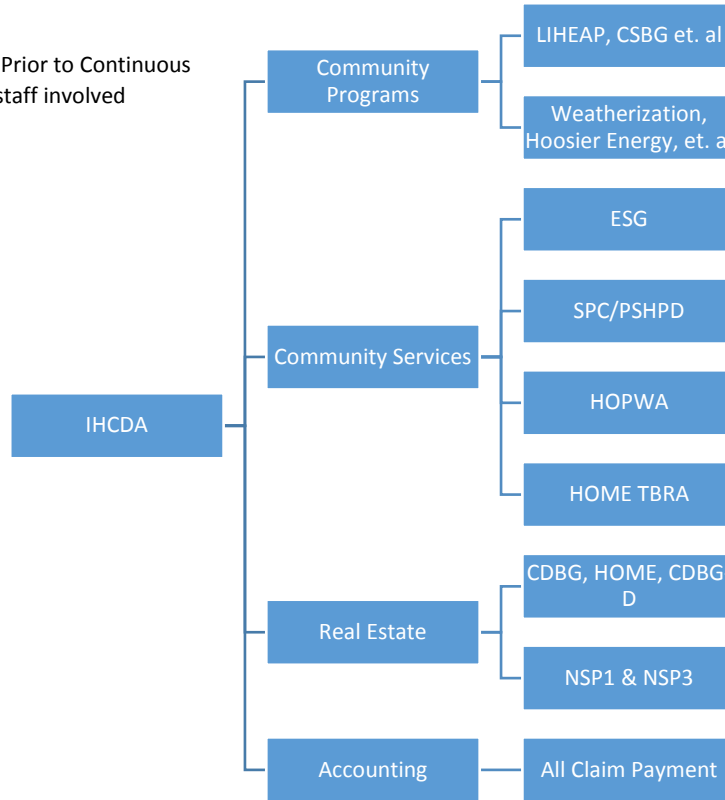 Prior to Continuous
staff involved
IHCDA
Community
Programs
LIHEAP, CSBG et. al
Weatherization,
Hoosier Energy, et. a
Community Services
ESG
SPC/PSHPD
HOPWA
HOME TBRA
Real Estate
CDBG, HOME, CDBG
D
NSP1 & NSP3
Accounting
All Claim Payment